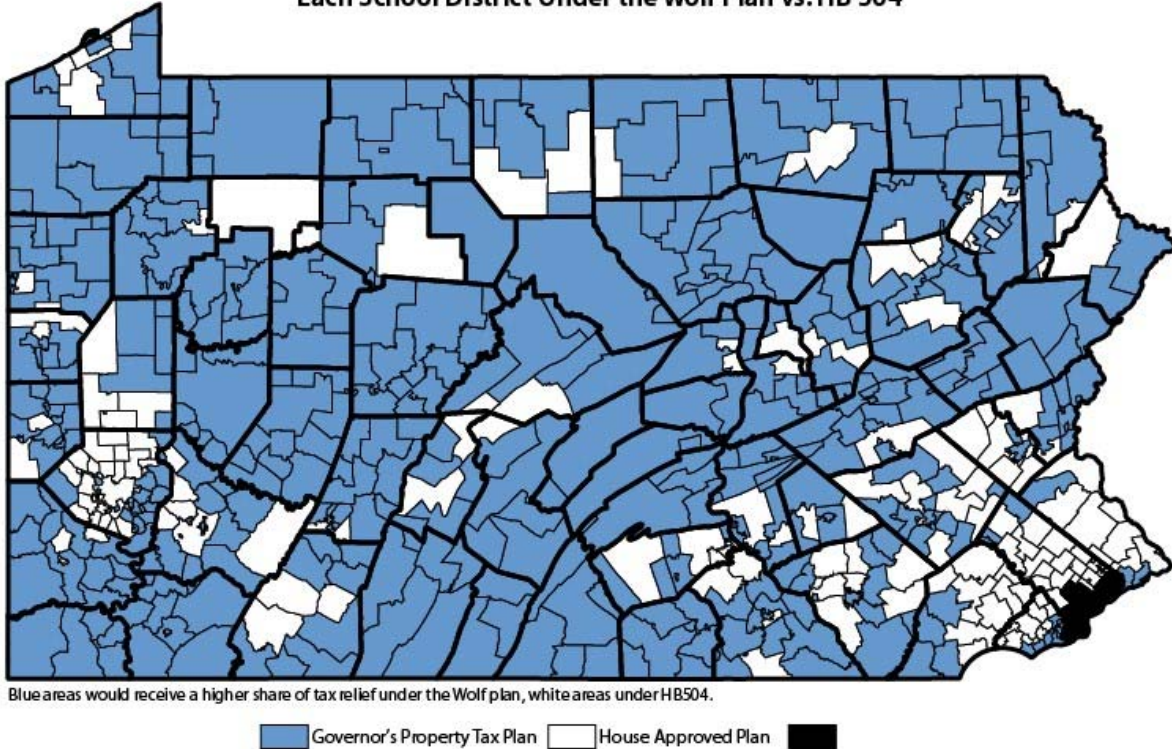 Each School District Under the Wolf Plan vs. HB 504
Blue areas would receive a higher share of tax relief under the Wolf plan, white areas under HB504.
Governor's Property Tax Plan House Approved Plan